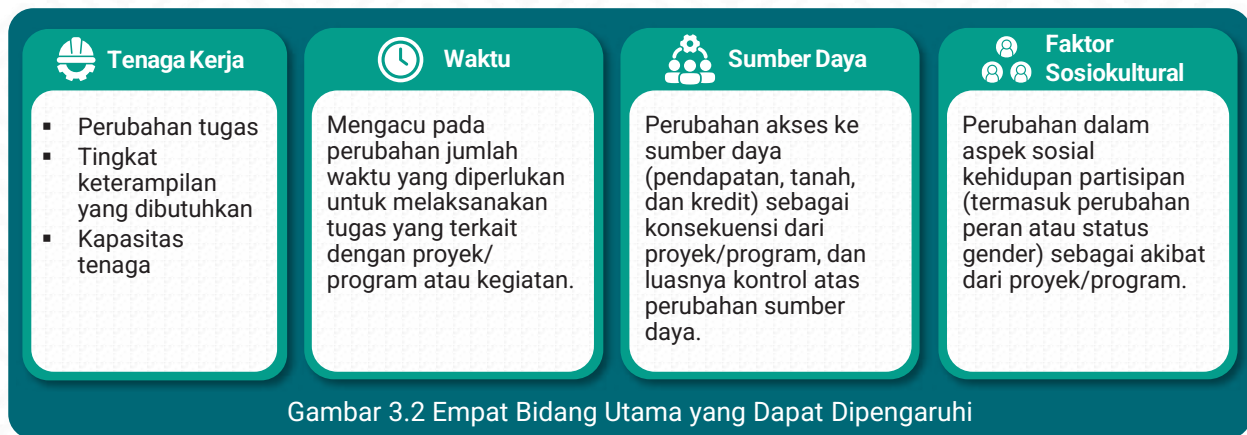 Tenaga Kerja
▪ Perubahan tugas
▪ Tingkat
keterampilan
yang dibutuhkan
▪ Kapasitas
tenaga
Waktu
Mengacu pada
perubahan jumlah
waktu yang diperlukan
untuk melaksanakan
tugas yang terkait
dengan proyek/
program atau kegiatan.
Sumber Daya
Perubahan akses ke
sumber daya
(pendapatan, tanah,
dan kredit) sebagai
konsekuensi dari
proyek/program, dan
luasnya kontrol atas
perubahan sumber
daya.
Faktor
Sosiokultural
Perubahan dalam
aspek sosial
kehidupan partisipan
(termasuk perubahan
peran atau status
gender) sebagai akibat
dari proyek/program.
Gambar 3.2 Empat Bidang Utama yang Dapat Dipengaruhi